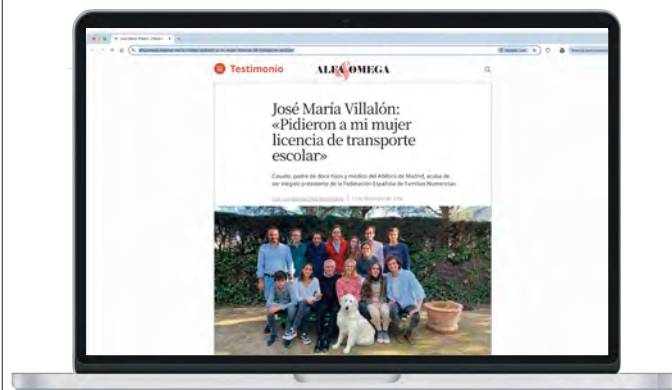 Testimonio
ALFA&OMEGA
José María Villalón:
«Pidieron a mi mujer
licencia de transporte
escolar»
Casado, padre de doce hijos y médico del Atlético de Madrid, acaba de
ser elegido presidente de la Federación Española de Familias Numerosas